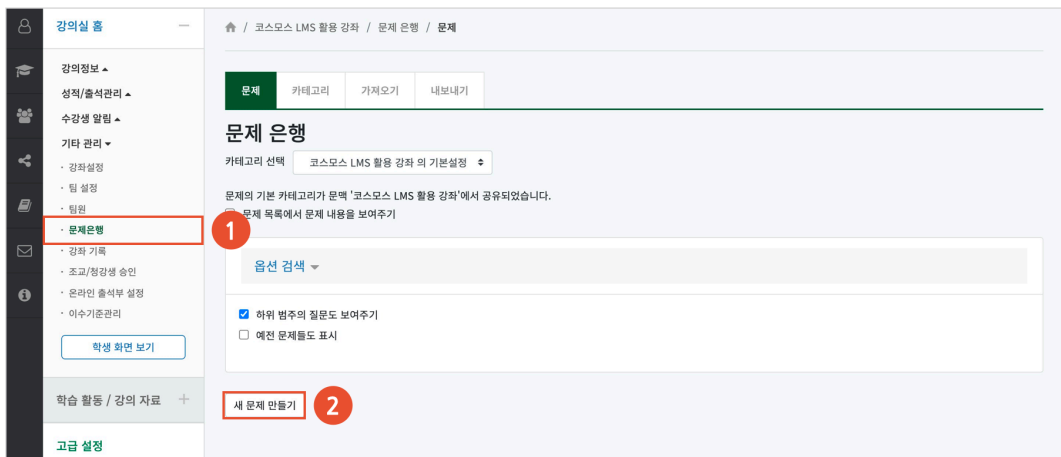 강의실 홈
강의정보
성적/출석관리
수강생 알림
기타 관리
· 강좌설정
· 팀 설정
· 팀원
· 문제은행
· 강좌 기록
· 조교/청강생 승인
· 온라인 출석부 설정
· 이수기준관리
학생 화면 보기
학습 활동 / 강의 자료
고급 설정
/ 코스모스 LMS 활용 강좌 / 문제 은행 / 문제
문제 카테고리 가져오기 내보내기
문제 은행
카테고리 선택 코스모스 LMS 활용 강좌 의 기본설정
문제의 기본 카테고리가 문맥 '코스모스 LMS 활용 강좌'에서 공유되었습니다.
문제 목록에서 문제 내용을 보여주기
1
옵션 검색
하위 범주의 질문도 보여주기
예전 문제들도 표시
새 문제 만들기
2